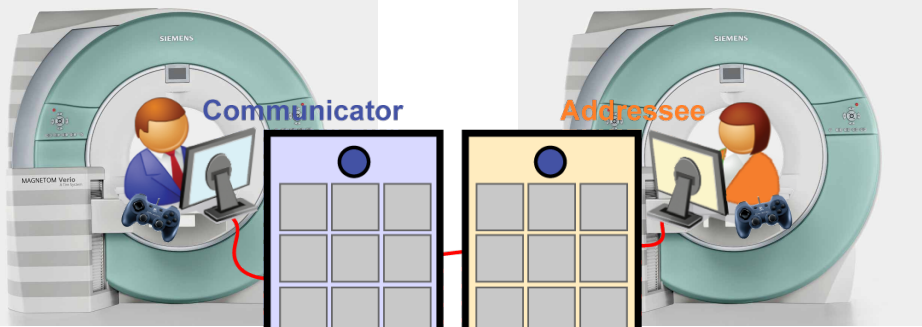 SIEMENS
SIEMENS
Communicator
Addressee
MAGNETOM Verio